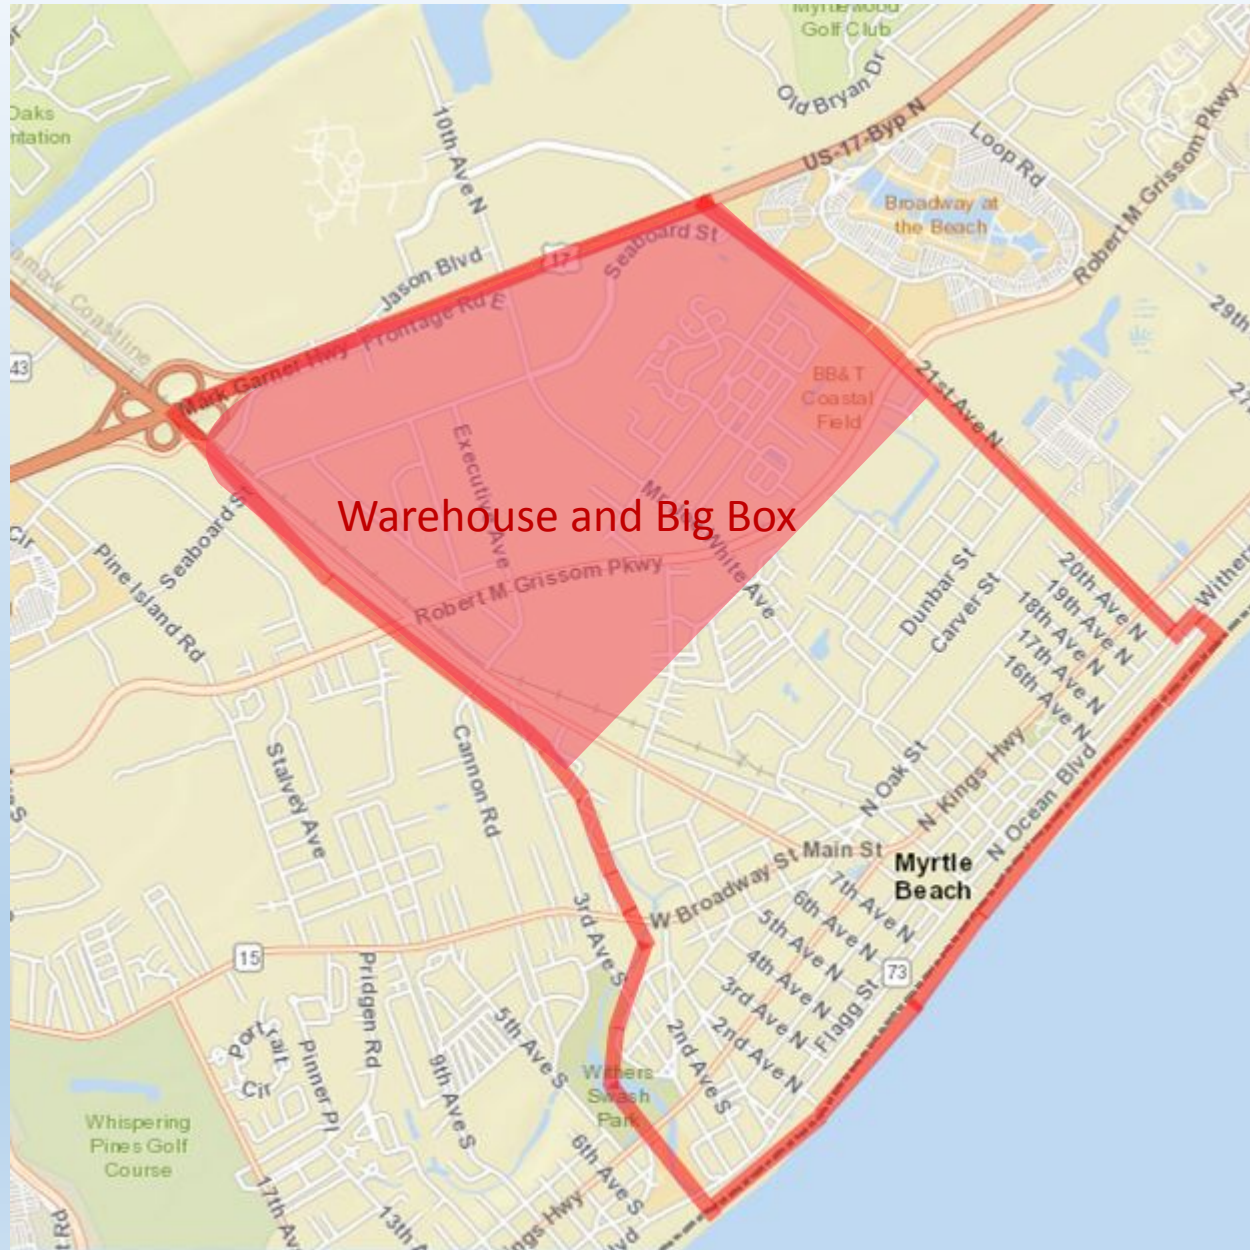 Myrtlewood
Golf Club
Old Bryan Dr
US-17-Byp N
Loop Rd
Robert M Grissom Pkwy
Oaks
10th Ave N
Broadway at
the Beach
Seaboard St
17
Jason Blvd
Frontage Rd E
Mark Garner Hwy
43
29th
21st Ave N
BB&T
Coastal
Field
Executive Ave
Warehouse and Big Box
White Ave
Robert M Grissom Pkwy
Seaboard St
Cir
Pine Island Rd
Dunbar St
Carver St
20th Ave N
19th Ave N
18th Ave N
17th Ave N
16th Ave N
Withers
Stalvey Ave
Cannon Rd
N Oak St
N Kings Hwy
N Ocean Blvd
Main St
W Broadway St
Myrtle
Beach
7th Ave N
6th Ave N
5th Ave N
4th Ave N
3rd Ave N
2nd Ave N
73
Flagg St
3rd Ave S
15
Pridgen Rd
5th Ave S
2nd Ave S
Portrait
Cir
Pinner Pl
9th Ave S
Withers
Swash
Park
Whispering
Pines Golf
Course
6th Ave S
17th Av
13th A
ngs Hwy
vd
t Rd